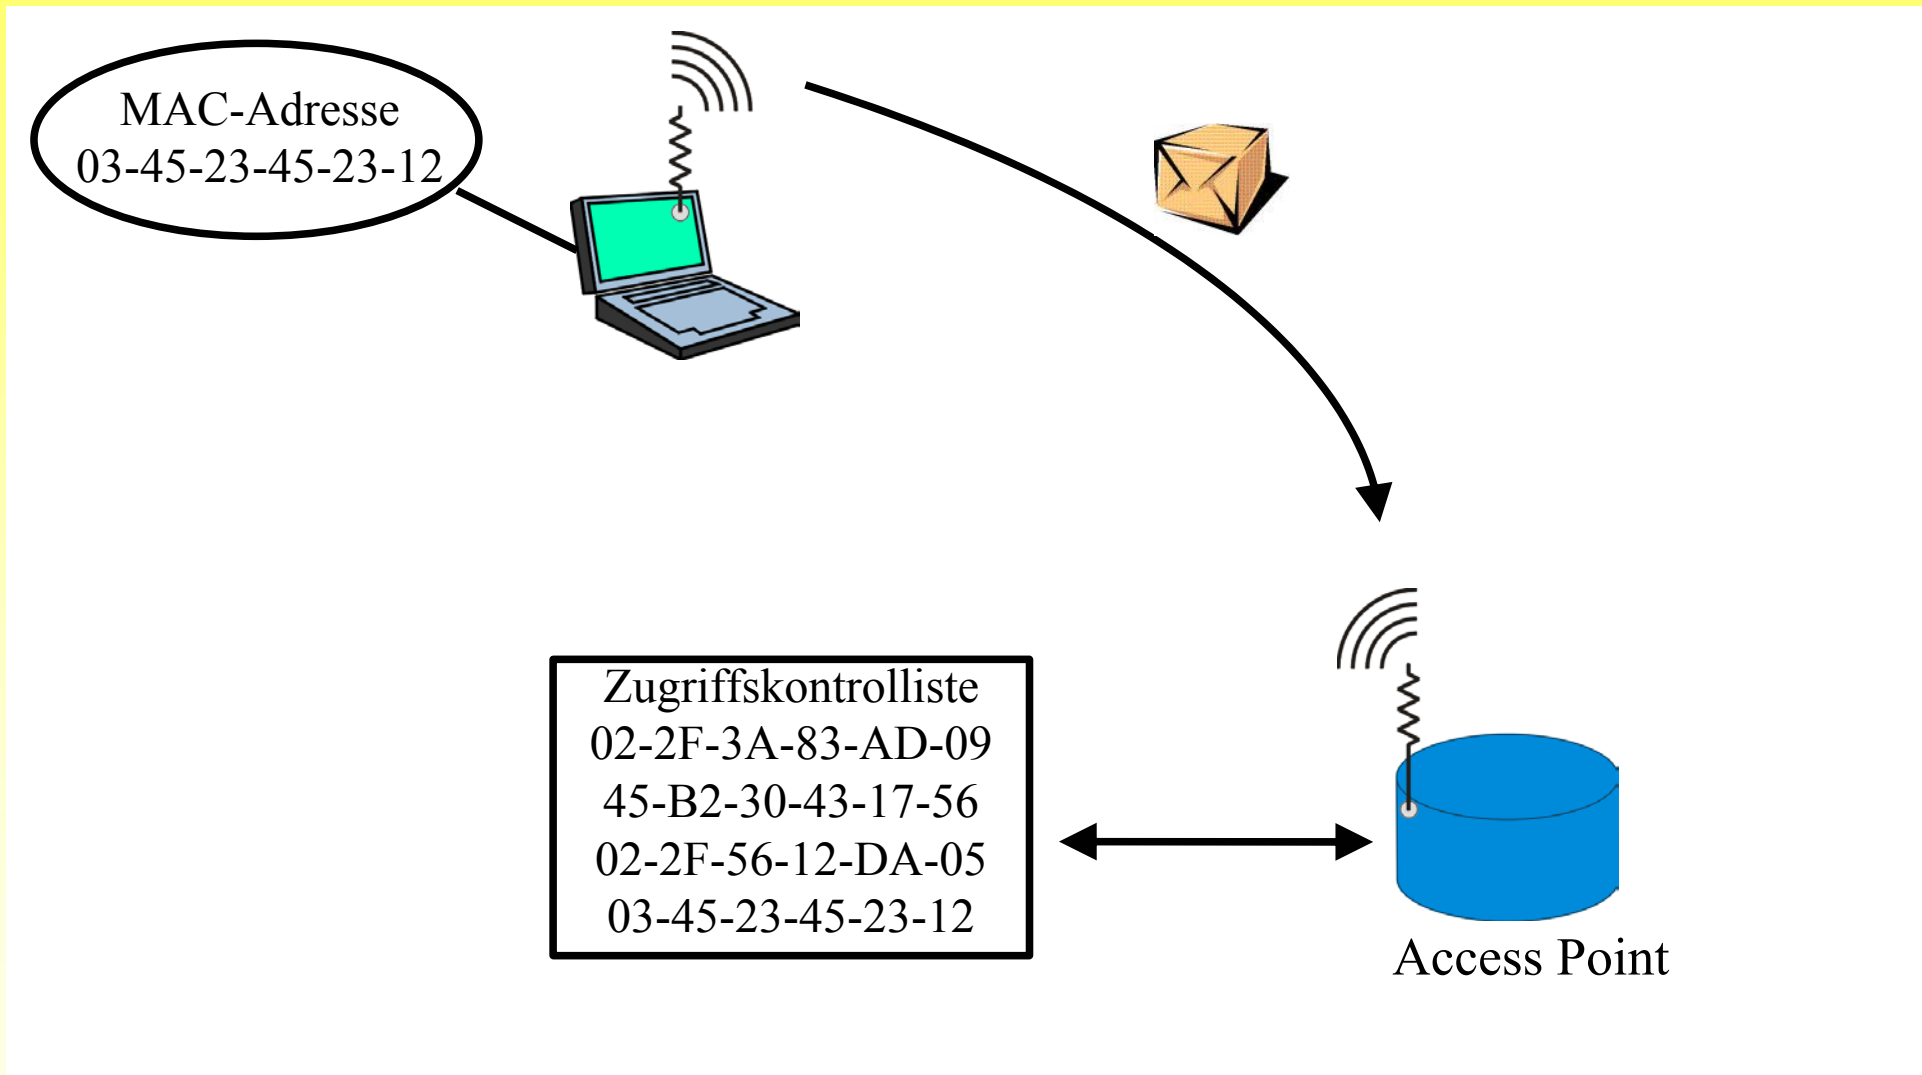 MAC-Adresse
03-45-23-45-23-12
Zugriffskontrolliste
02-2F-3A-83-AD-09
45-B2-30-43-17-56
02-2F-56-12-DA-05
03-45-23-45-23-12
Access Point